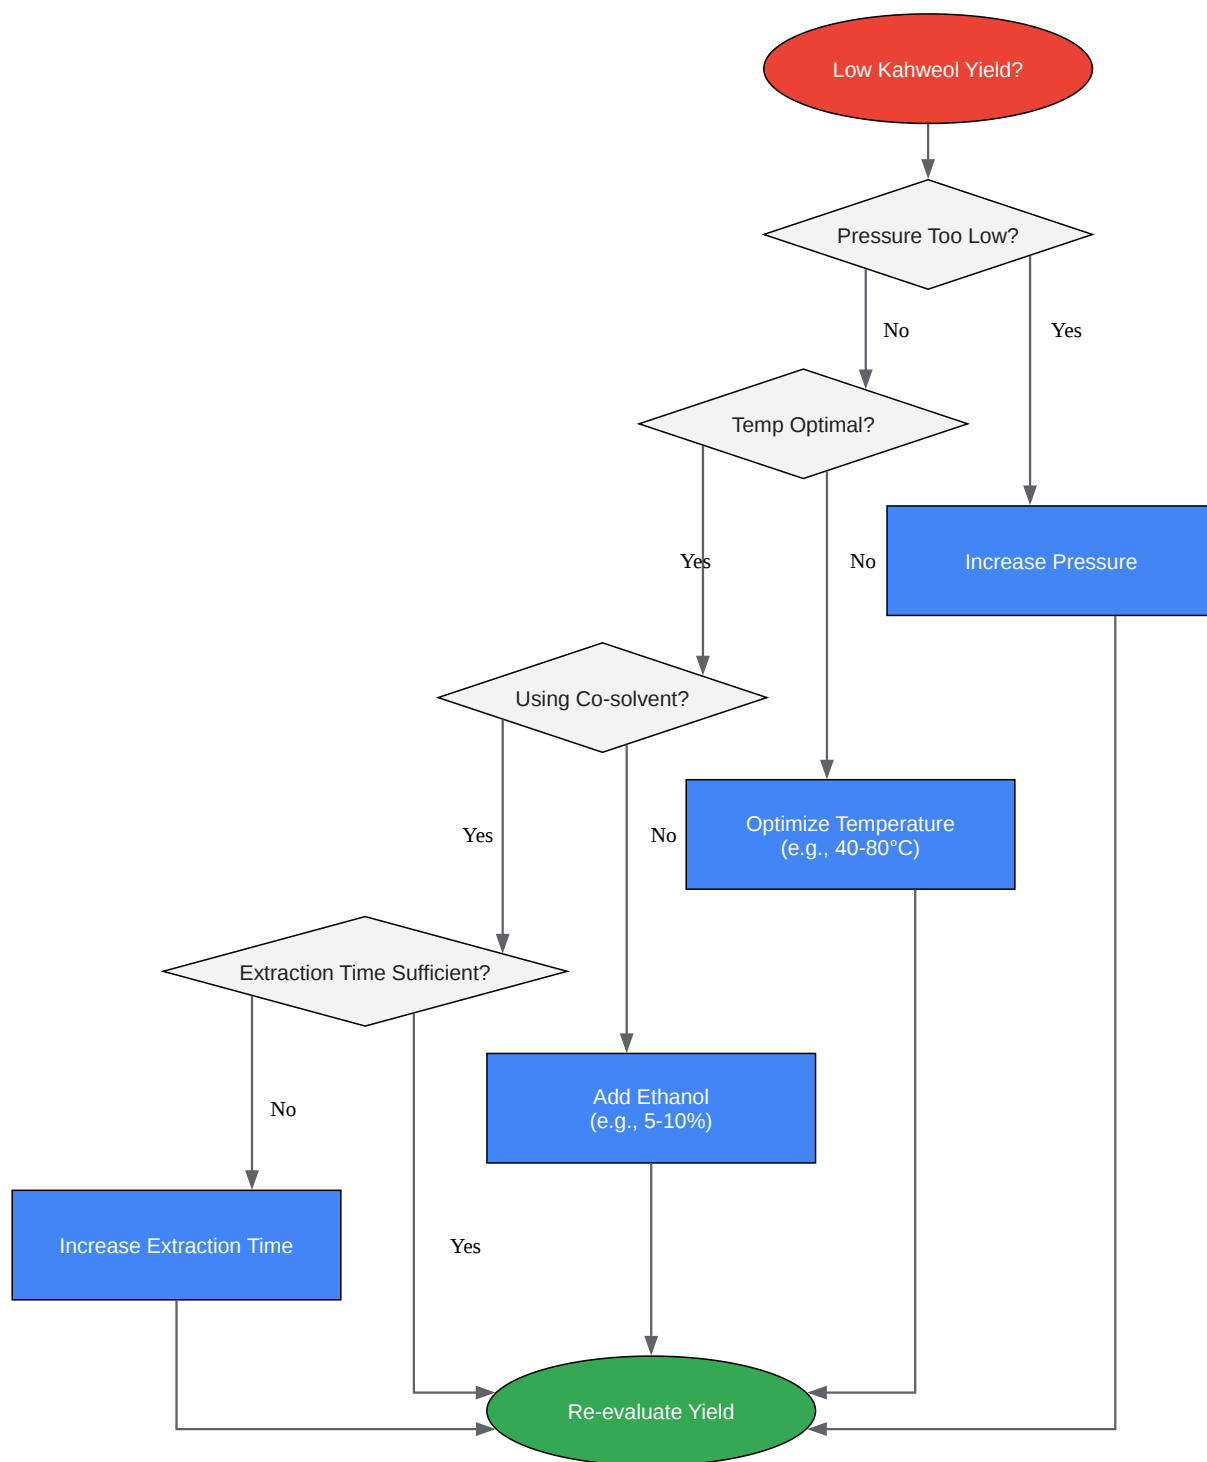 Low Kahweol Yield?
Pressure Too Low?
No
Yes
Temp Optimal?
Yes
No
Increase Pressure
Using Co-solvent?
Yes
No
Optimize Temperature
(e.g., 40-80°C)
Extraction Time Sufficient?
No
Add Ethanol
(e.g., 5-10%)
Increase Extraction Time
Yes
Re-evaluate Yield